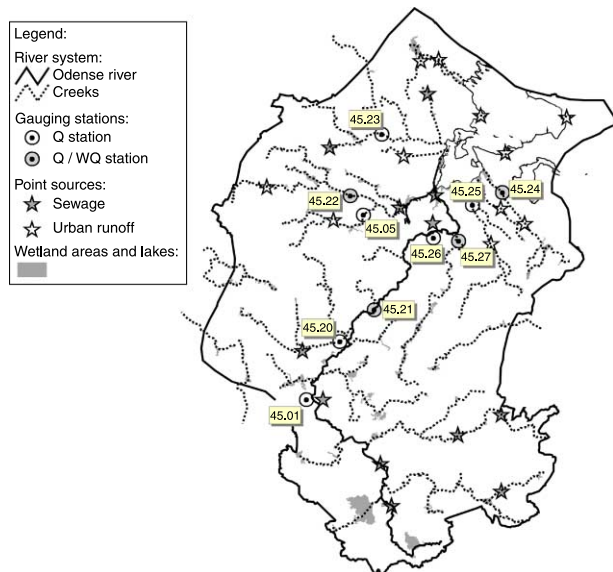 Legend:
River system:
Odense river
Creeks
Gauging stations:
Q station
Q / WQ station
Point sources:
Sewage
Urban runoff
Wetland areas and lakes:
45.23
45.22
45.05
45.25
45.24
45.26
45.27
45.21
45.20
45.01